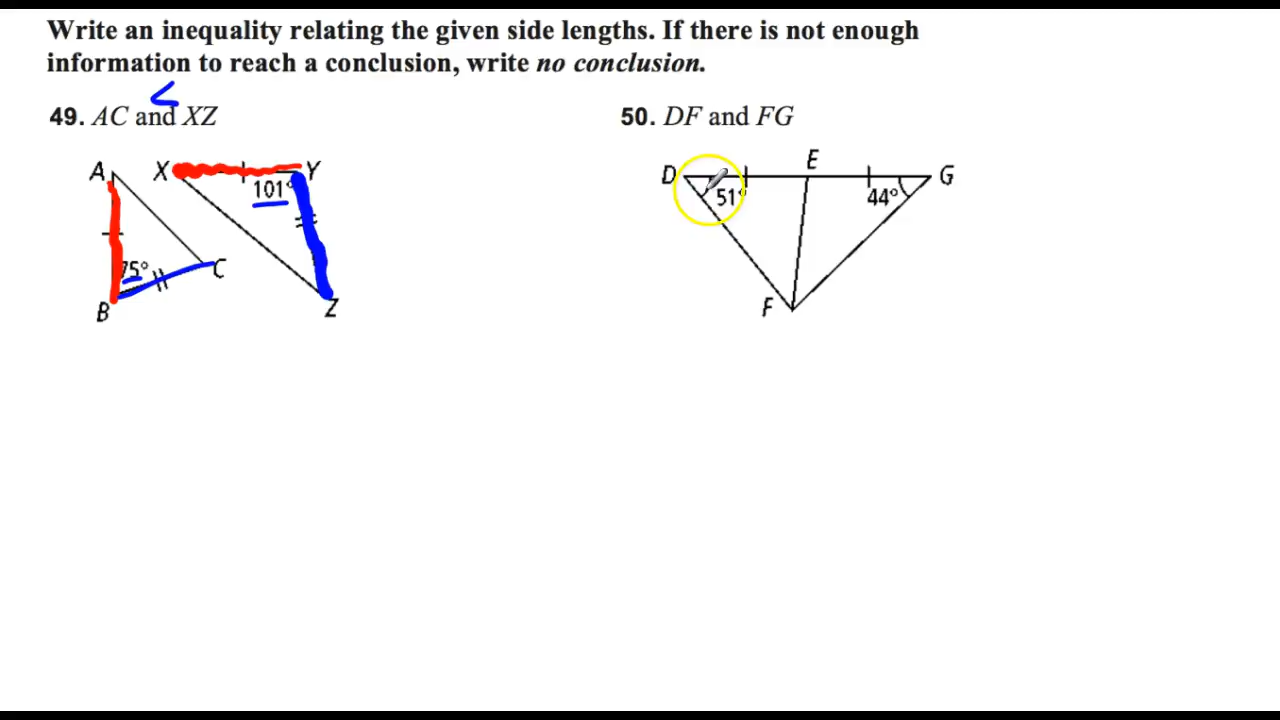 Write an inequality relating the given side lengths. If there is not enough
information to reach a conclusion, write no conclusion.
<
49. AC and XZ
50. DF and FG
A
X
Y
101°
75°
C
B
Z
D
E
G
51°
44°
F